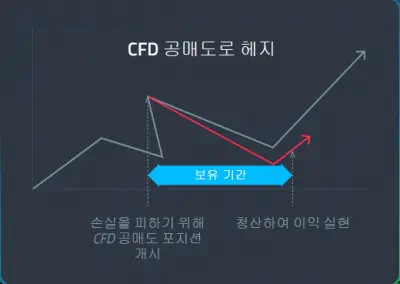 CFD 공매도로 헤지
보유 기간
손실을 피하기 위해
CFD 공매도 포지션
개시
청산하여 이익 실현